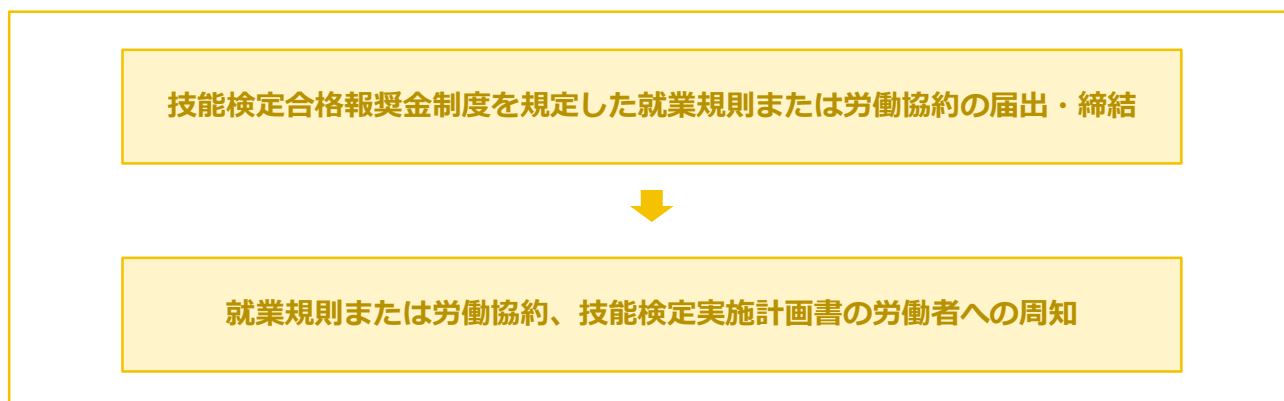 技能検定合格報奨金制度を規定した就業規則または労働協約の届出・締結
就業規則または労働協約、技能検定実施計画書の労働者への周知